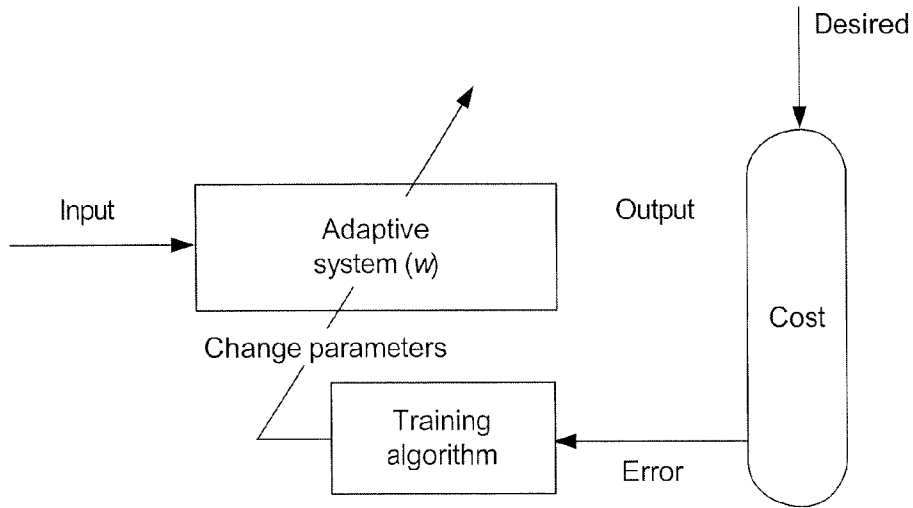 Desired
Input
Adaptive
system (w)
Output
Cost
Change parameters
Training
algorithm
Error